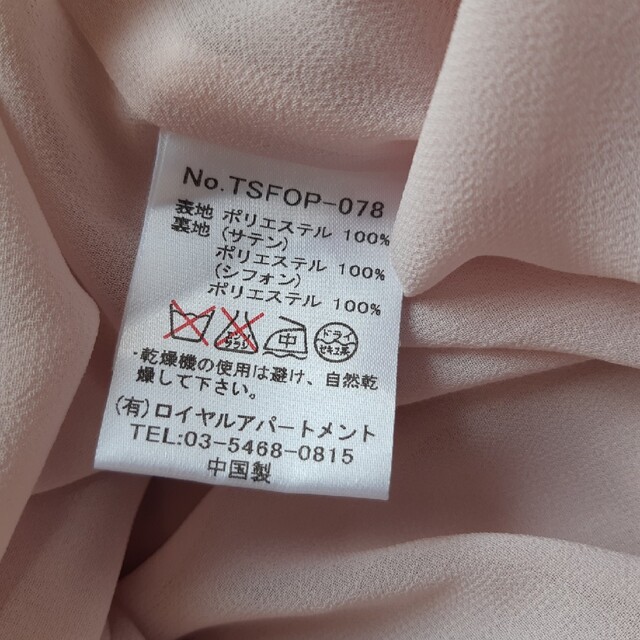 No.TSFOP-078
表地 ポリエステル 100%
裏地 (サテン)
ポリエステル 100%
(シフォン)
ポリエステル 100%
中 ドライ セキユ系
・乾燥機の使用は避け、自然乾
燥して下さい。
(有)ロイヤルアパートメント
TEL:03-5468-0815
中国製